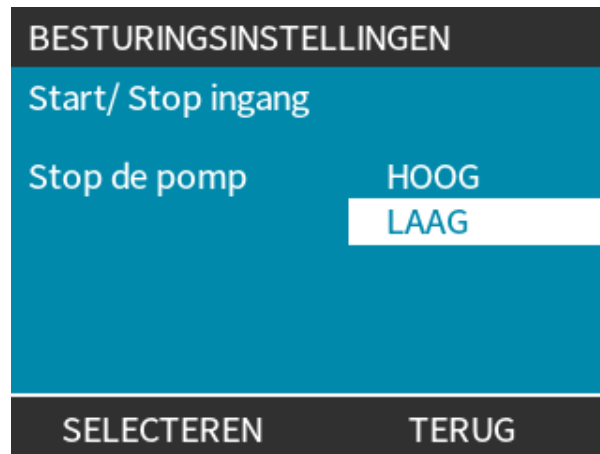 BESTURINGSINSTELLINGEN
Start/ Stop ingang
Stop de pomp HOOG
LAAG
SELECTEREN TERUG